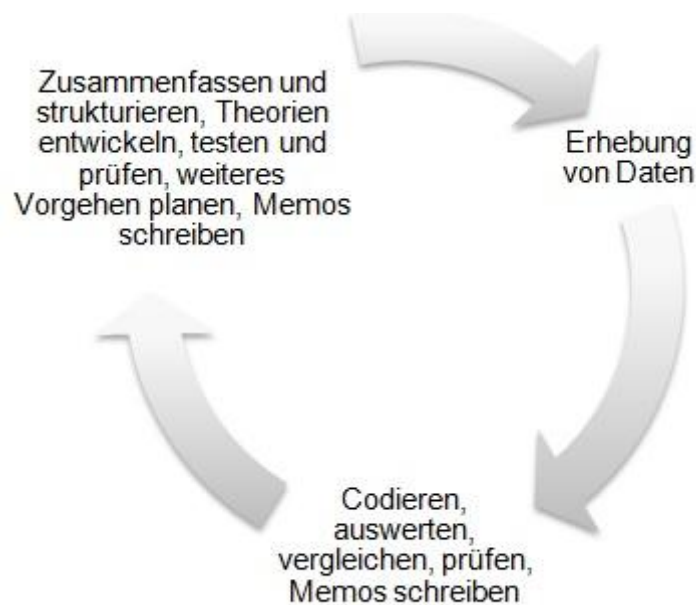 Zusammenfassen und
strukturieren, Theorien
entwickeln, testen und
prüfen, weiteres
Vorgehen planen, Memos
schreiben
Erhebung
von Daten
Codieren,
auswerten,
vergleichen, prüfen,
Memos schreiben